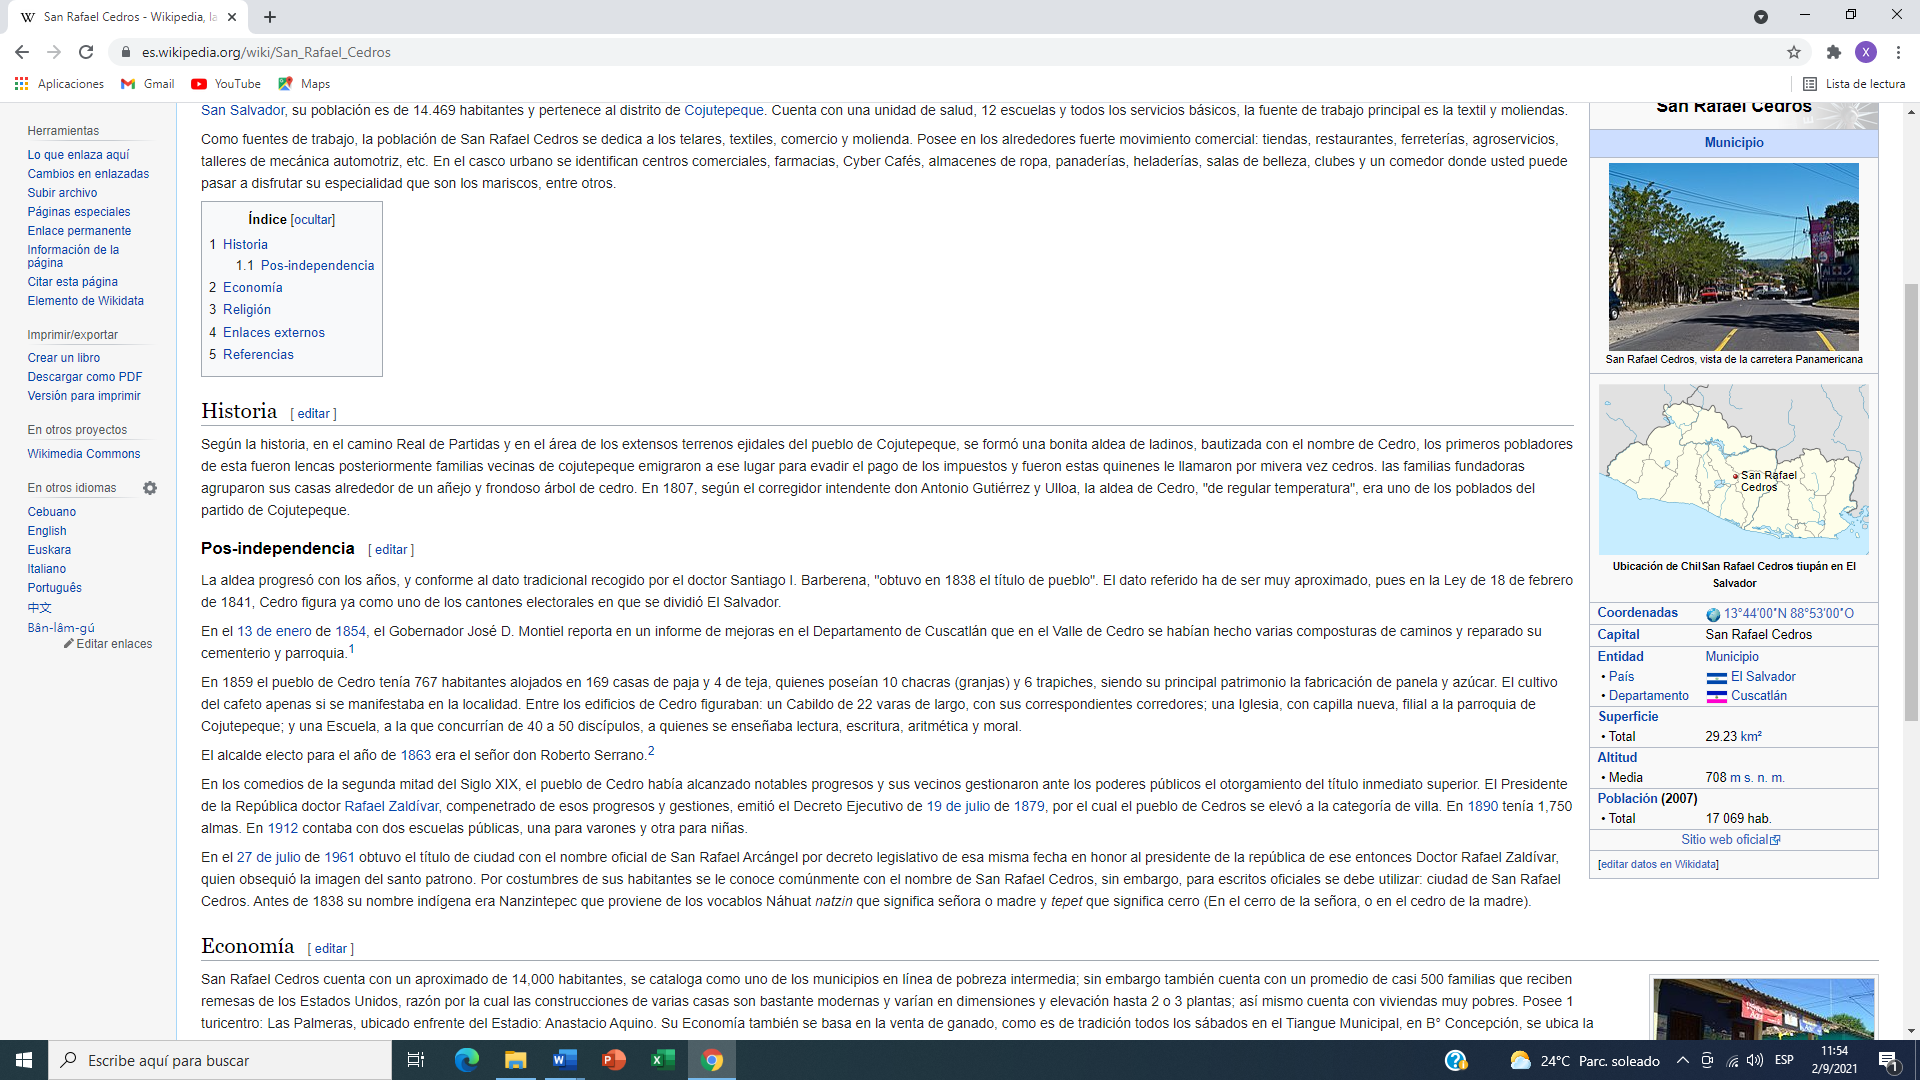 San Rafael Cedros - Wikipedia, la
es.wikipedia.org/wiki/San_Rafael_Cedros
X
Aplicaciones
Gmail
YouTube
Maps
Lista de lectura
Herramientas
Lo que enlaza aquí
Cambios en enlazadas
Subir archivo
Páginas especiales
Enlace permanente
Información de la
página
Citar esta página
Elemento de Wikidata
Imprimir/exportar
Crear un libro
Descargar como PDF
Versión para imprimir
En otros proyectos
Wikimedia Commons
En otros idiomas
Cebuano
English
Euskara
Italiano
Português
中文
Bân-lâm-gú
Editar enlaces
San Salvador, su población es de 14.469 habitantes y pertenece al distrito de Cojutepeque. Cuenta con una unidad de salud, 12 escuelas y todos los servicios básicos, la fuente de trabajo principal es la textil y moliendas.
Como fuentes de trabajo, la población de San Rafael Cedros se dedica a los telares, textiles, comercio y molienda. Posee en los alrededores fuerte movimiento comercial: tiendas, restaurantes, ferreterías, agroservicios,
talleres de mecánica automotriz, etc. En el casco urbano se identifican centros comerciales, farmacias, Cyber Cafés, almacenes de ropa, panaderías, heladerías, salas de belleza, clubes y un comedor donde usted puede
pasar a disfrutar su especialidad que son los mariscos, entre otros.
Índice [ocultar]
1 Historia
1.1 Pos-independencia
2 Economía
3 Religión
4 Enlaces externos
5 Referencias
Historia [ editar ]
Según la historia, en el camino Real de Partidas y en el área de los extensos terrenos ejidales del pueblo de Cojutepeque, se formó una bonita aldea de ladinos, bautizada con el nombre de Cedro, los primeros pobladores
de esta fueron lencas posteriormente familias vecinas de cojutepeque emigraron a ese lugar para evadir el pago de los impuestos y fueron estas quinenes le llamaron por mivera vez cedros. las familias fundadoras
agruparon sus casas alrededor de un añejo y frondoso árbol de cedro. En 1807, según el corregidor intendente don Antonio Gutiérrez y Ulloa, la aldea de Cedro, "de regular temperatura", era uno de los poblados del
partido de Cojutepeque.
Pos-independencia [ editar ]
La aldea progresó con los años, y conforme al dato tradicional recogido por el doctor Santiago I. Barberena, "obtuvo en 1838 el título de pueblo". El dato referido ha de ser muy aproximado, pues en la Ley de 18 de febrero
de 1841, Cedro figura ya como uno de los cantones electorales en que se dividió El Salvador.
En el 13 de enero de 1854, el Gobernador José D. Montiel reporta en un informe de mejoras en el Departamento de Cuscatlán que en el Valle de Cedro se habían hecho varias composturas de caminos y reparado su
cementerio y parroquia.1
En 1859 el pueblo de Cedro tenía 767 habitantes alojados en 169 casas de paja y 4 de teja, quienes poseían 10 chacras (granjas) y 6 trapiches, siendo su principal patrimonio la fabricación de panela y azúcar. El cultivo
del cafeto apenas si se manifestaba en la localidad. Entre los edificios de Cedro figuraban: un Cabildo de 22 varas de largo, con sus correspondientes corredores; una Iglesia, con capilla nueva, filial a la parroquia de
Cojutepeque; y una Escuela, a la que concurrían de 40 a 50 discípulos, a quienes se enseñaba lectura, escritura, aritmética y moral.
El alcalde electo para el año de 1863 era el señor don Roberto Serrano.2
En los comedios de la segunda mitad del Siglo XIX, el pueblo de Cedro había alcanzado notables progresos y sus vecinos gestionaron ante los poderes públicos el otorgamiento del título inmediato superior. El Presidente
de la República doctor Rafael Zaldívar, compenetrado de esos progresos y gestiones, emitió el Decreto Ejecutivo de 19 de julio de 1879, por el cual el pueblo de Cedros se elevó a la categoría de villa. En 1890 tenía 1,750
almas. En 1912 contaba con dos escuelas públicas, una para varones y otra para niñas.
En el 27 de julio de 1961 obtuvo el título de ciudad con el nombre oficial de San Rafael Arcángel por decreto legislativo de esa misma fecha en honor al presidente de la república de ese entonces Doctor Rafael Zaldívar,
quien obsequió la imagen del santo patrono. Por costumbres de sus habitantes se le conoce comúnmente con el nombre de San Rafael Cedros, sin embargo, para escritos oficiales se debe utilizar: ciudad de San Rafael
Cedros. Antes de 1838 su nombre indígena era Nanzintepec que proviene de los vocablos Náhuat natzin que significa señora o madre y tepet que significa cerro (En el cerro de la señora, o en el cedro de la madre).
Economía [ editar ]
San Rafael Cedros cuenta con un aproximado de 14,000 habitantes, se cataloga como uno de los municipios en línea de pobreza intermedia; sin embargo también cuenta con un promedio de casi 500 familias que reciben
remesas de los Estados Unidos, razón por la cual las construcciones de varias casas son bastante modernas y varían en dimensiones y elevación hasta 2 o 3 plantas; así mismo cuenta con viviendas muy pobres. Posee 1
turicentro: Las Palmeras, ubicado enfrente del Estadio: Anastacio Aquino. Su Economía también se basa en la venta de ganado, como es de tradición todos los sábados en el Tiangue Municipal, en B° Concepción, se ubica la
San Rafael Cedros
Municipio
San Rafael Cedros, vista de la carretera Panamericana
San Rafael
Cedros
Ubicación de ChilSan Rafael Cedros tiupán en El
Salvador
Coordenadas 13°44′00″N 88°53′00″O
Capital San Rafael Cedros
Entidad Municipio
• País El Salvador
• Departamento Cuscatlán
Superficie
• Total 29.23 km²
Altitud
• Media 708 m s. n. m.
Población (2007)
• Total 17 069 hab.
Sitio web oficial
[editar datos en Wikidata]
Escribe aquí para buscar
24°C Parc. soleado
ESP
11:54
2/9/2021
1